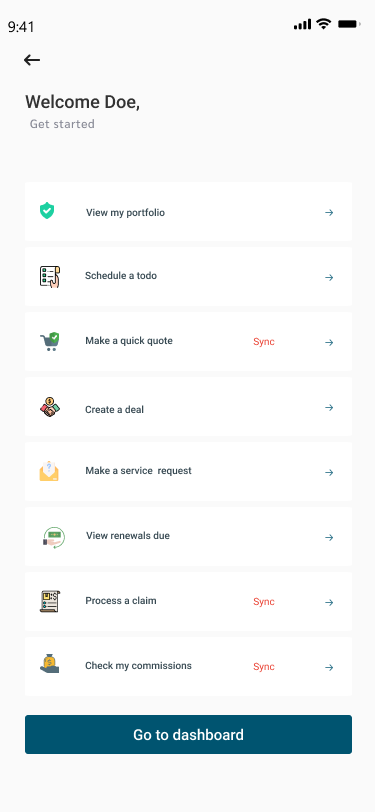 9:41
Welcome Doe,
Get started
View my portfolio
Schedule a todo
Make a quick quote Sync
Create a deal
Make a service request
View renewals due
Process a claim Sync
Check my commissions Sync
Go to dashboard